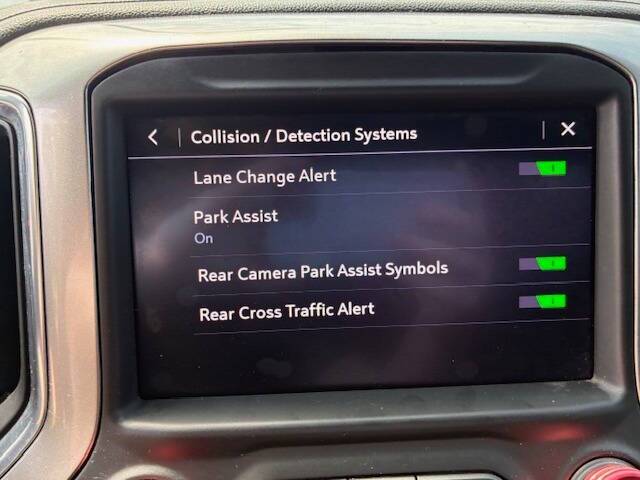 Collision / Detection Systems
Lane Change Alert
Park Assist
On
Rear Camera Park Assist Symbols
Rear Cross Traffic Alert